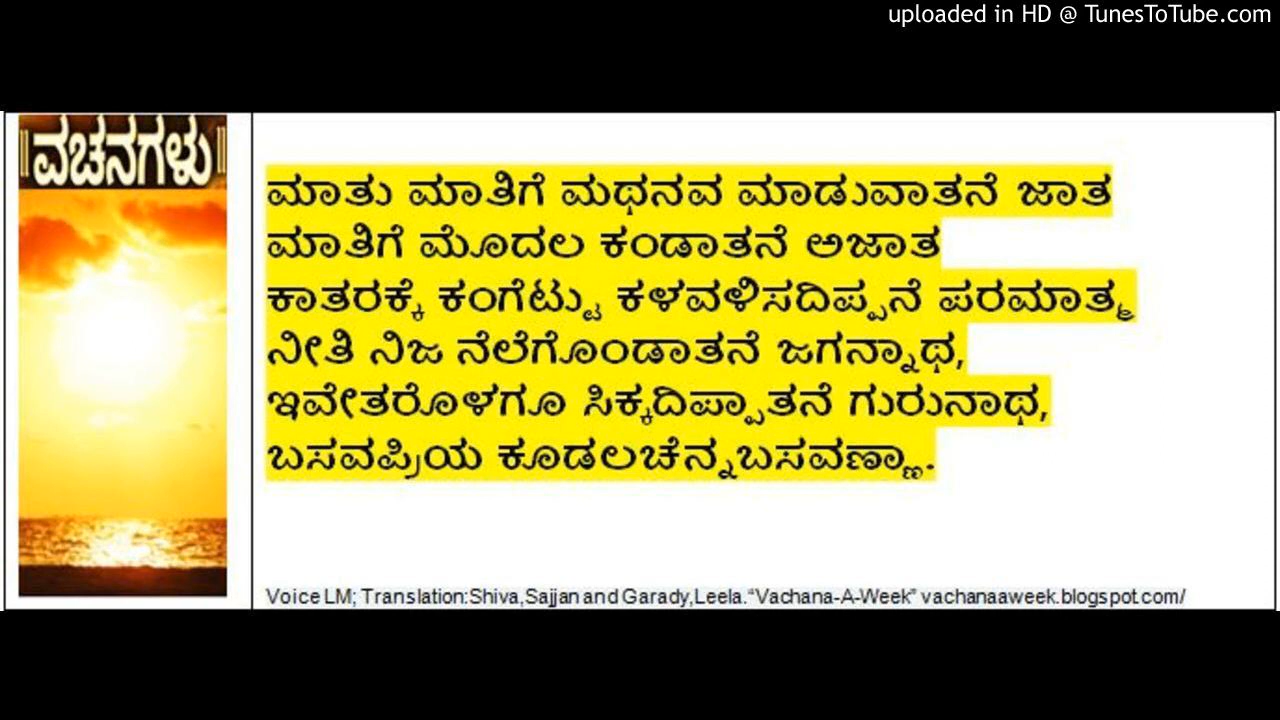 uploaded in HD @ TunesToTube.com
॥ವಚನಗಳು॥
ಮಾತು ಮಾತಿಗೆ ಮಥನವ ಮಾಡುವಾತನೆ ಜಾತ
ಮಾತಿಗೆ ಮೊದಲ ಕಂಡಾತನೆ ಅಜಾತ
ಕಾತರಕ್ಕೆ ಕಂಗೆಟ್ಟು ಕಳವಳಿಸದಿಪ್ಪನೆ ಪರಮಾತ್ಮ
ನೀತಿ ನಿಜ ನೆಲೆಗೊಂಡಾತನೆ ಜಗನ್ನಾಥ,
ಇವೇತರೊಳಗೂ ಸಿಕ್ಕದಿಪ್ಪಾತನೆ ಗುರುನಾಥ,
ಬಸವಪ್ರಿಯ ಕೂಡಲಚೆನ್ನಬಸವಣ್ಣಾ.
Voice LM; Translation:Shiva,Sajjan and Garady,Leela.“Vachana-A-Week” vachanaaweek.blogspot.com/